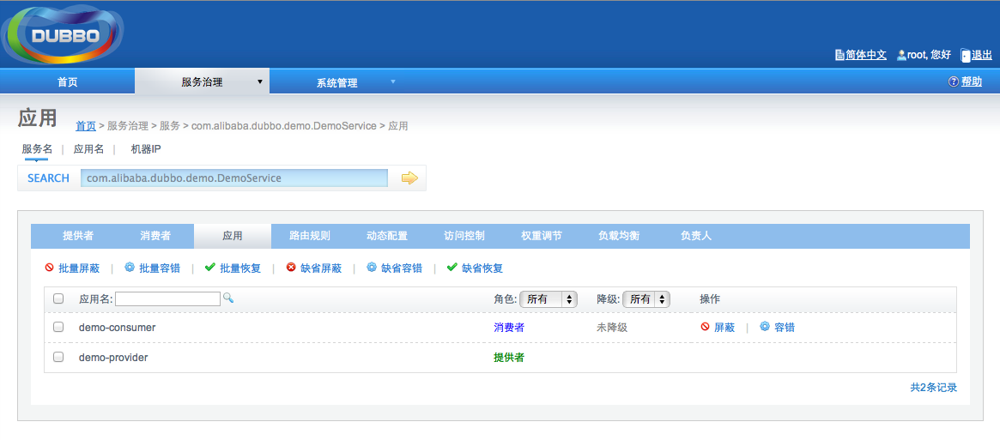 DUBBO
简体中文 root, 您好 退出
首页 服务治理 系统管理 帮助
应用 首页 > 服务治理 > 服务 > com.alibaba.dubbo.demo.DemoService > 应用
服务名 | 应用名 | 机器IP
SEARCH com.alibaba.dubbo.demo.DemoService
提供者 消费者 应用 路由规则 动态配置 访问控制 权重调节 负载均衡 负责人
批量屏蔽 | 批量容错 | 批量恢复 | 缺省屏蔽 | 缺省容错 | 缺省恢复
应用名: 角色: 所有 降级: 所有 操作
demo-consumer 消费者 未降级 屏蔽 | 容错
demo-provider 提供者
共2条记录